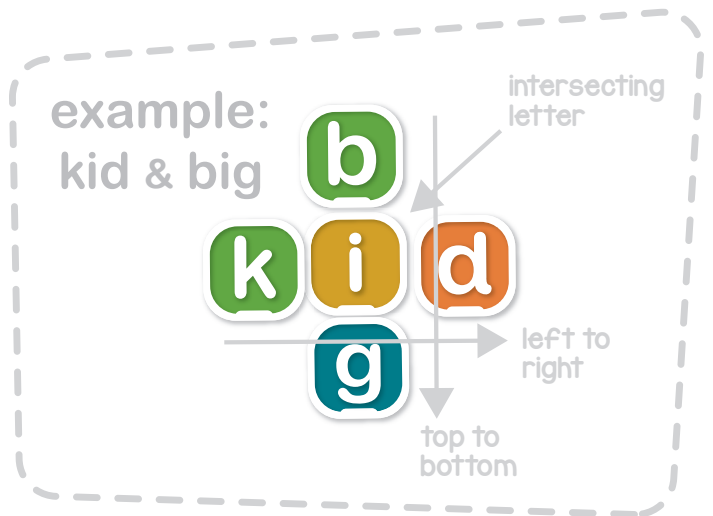 example:
kid & big
intersecting
letter
b
k i d
g
left to
right
top to
bottom